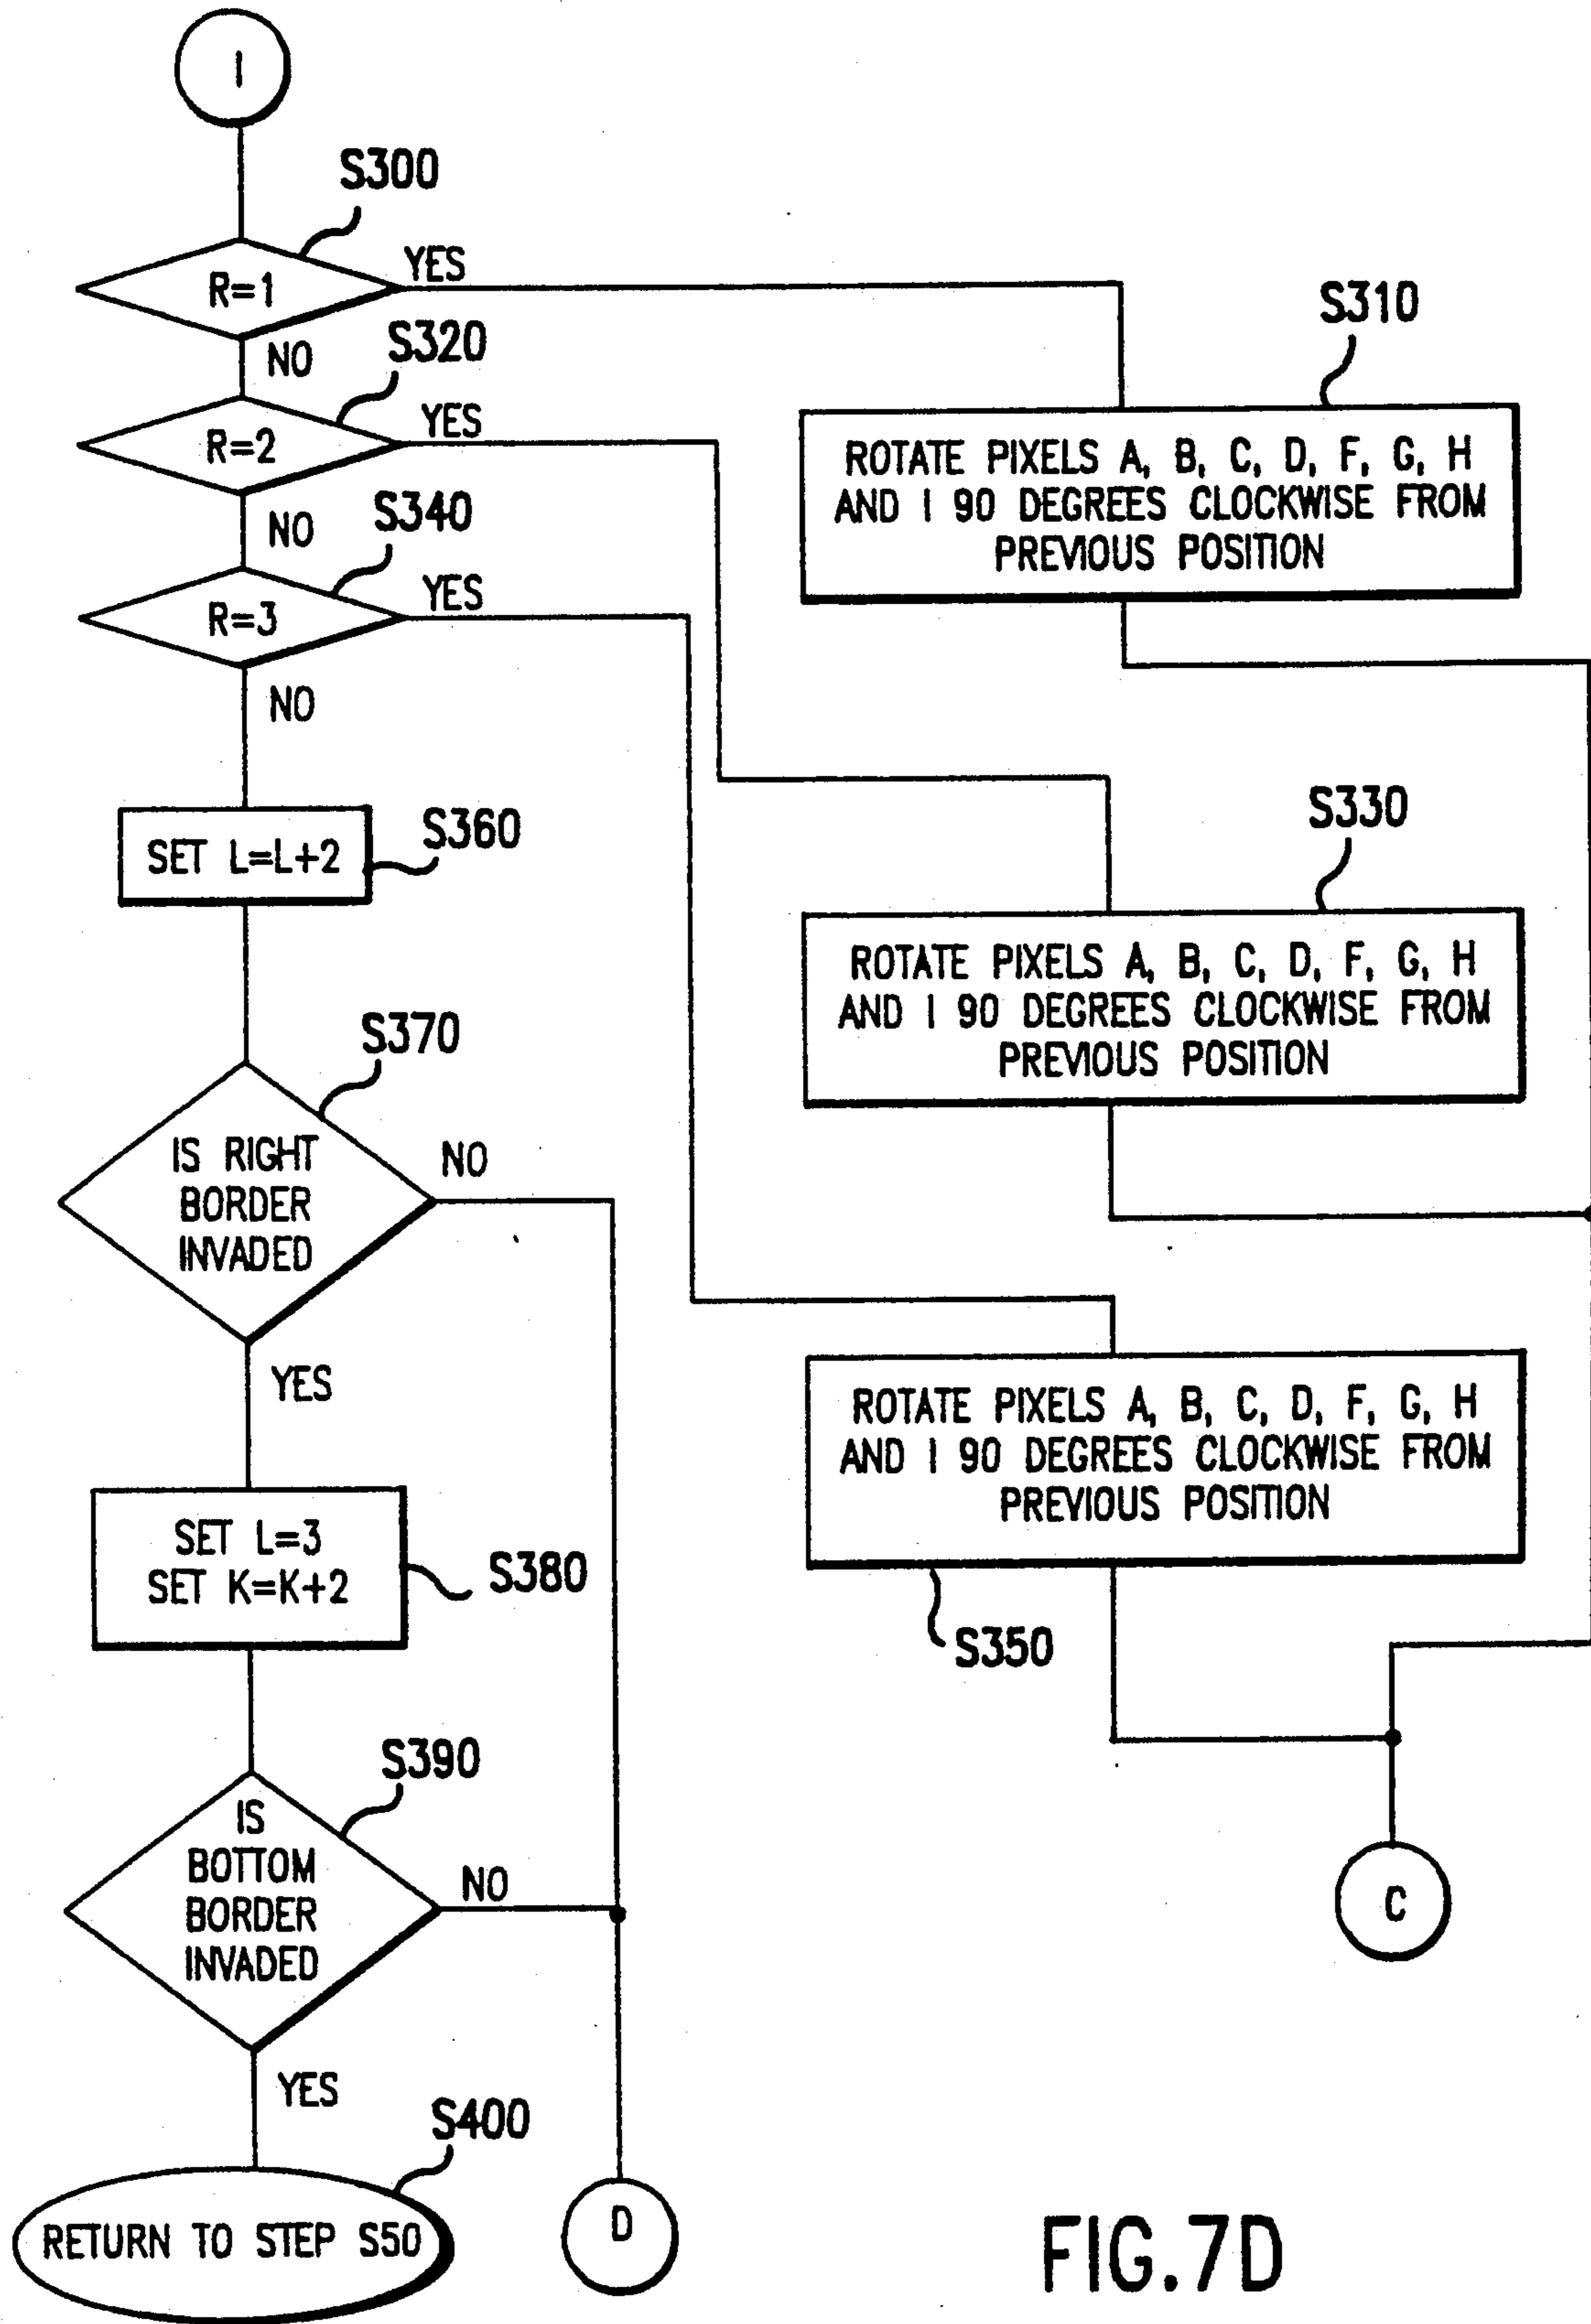 I
S300
R=1
YES
NO
S310
ROTATE PIXELS A, B, C, D, F, G, H
AND I 90 DEGREES CLOCKWISE FROM
PREVIOUS POSITION
S320
R=2
YES
NO
S340
R=3
YES
NO
S330
ROTATE PIXELS A, B, C, D, F, G, H
AND I 90 DEGREES CLOCKWISE FROM
PREVIOUS POSITION
S360
SET L=L+2
S370
IS RIGHT
BORDER
INVADED
NO
YES
ROTATE PIXELS A, B, C, D, F, G, H
AND I 90 DEGREES CLOCKWISE FROM
PREVIOUS POSITION
S350
SET L=3
SET K=K+2
S380
S390
IS
BOTTOM
BORDER
INVADED
NO
YES
C
S400
RETURN TO STEP S50
D
FIG.7D